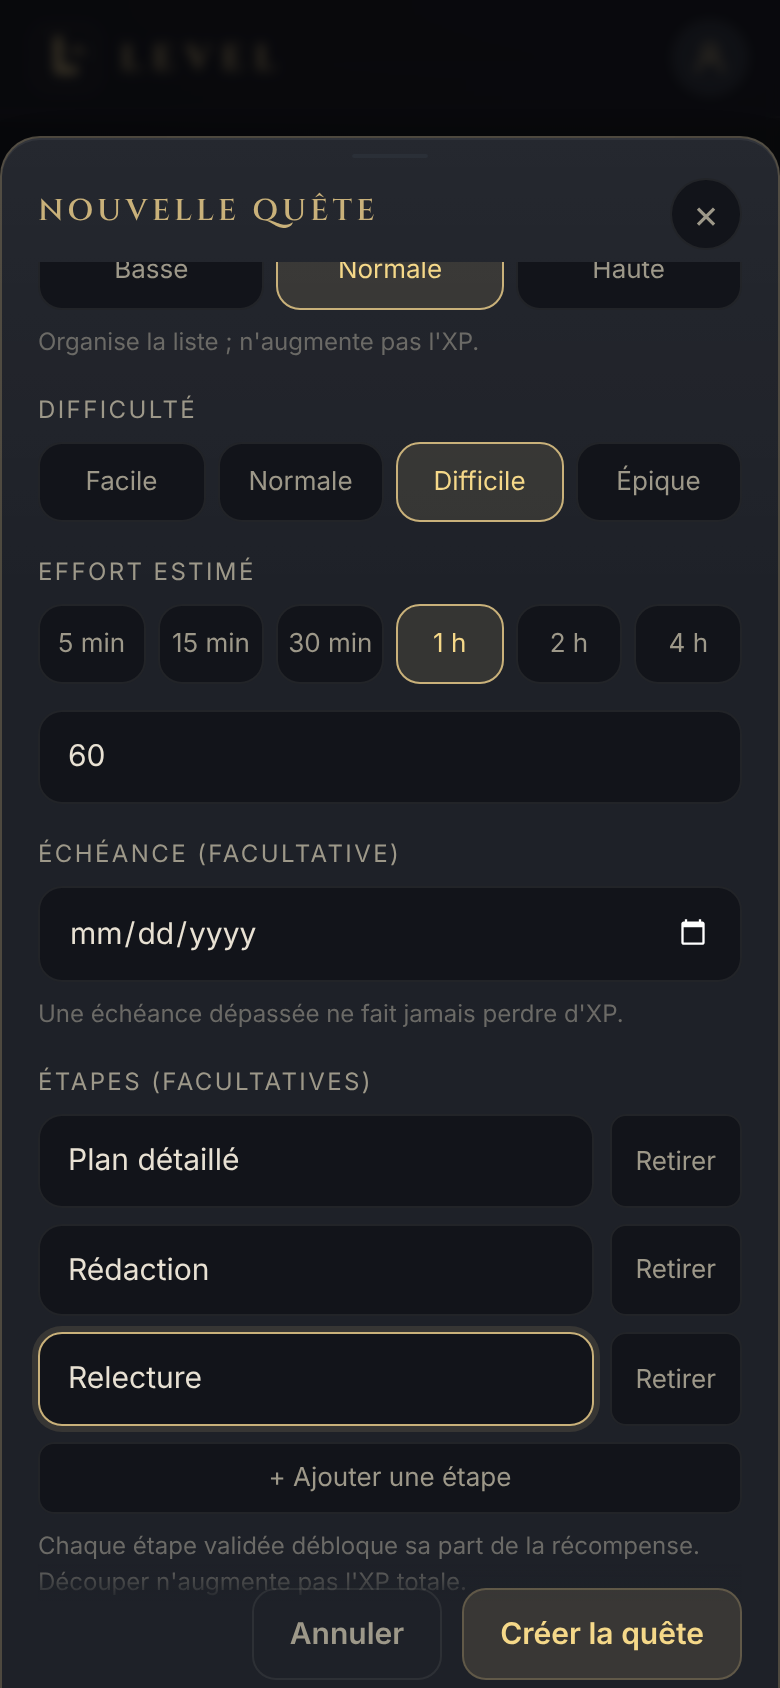 LEVEL
NOUVELLE QUÊTE
×
Basse Normale Haute
Organise la liste ; n'augmente pas l'XP.
DIFFICULTÉ
Facile Normale Difficile Épique
EFFORT ESTIMÉ
5 min 15 min 30 min 1 h 2 h 4 h
60
ÉCHÉANCE (FACULTATIVE)
mm/dd/yyyy
Une échéance dépassée ne fait jamais perdre d'XP.
ÉTAPES (FACULTATIVES)
Plan détaillé Retirer
Rédaction Retirer
Relecture Retirer
+ Ajouter une étape
Chaque étape validée débloque sa part de la récompense.
Découper n'augmente pas l'XP totale.
Annuler Créer la quête